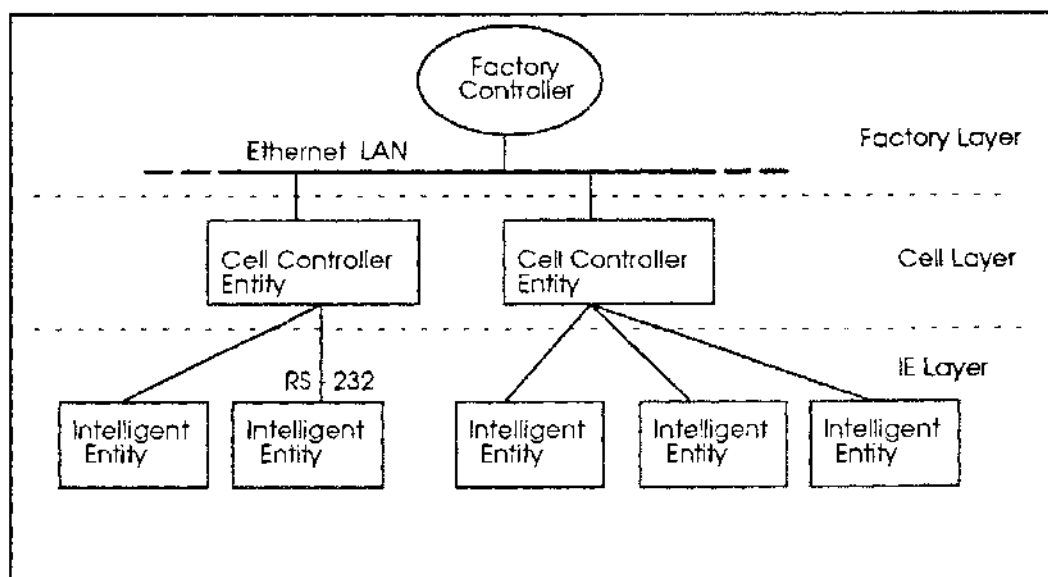 Factory
Controller
Ethernet LAN
Factory Layer
Cell Controller
Entity
Cell Controller
Entity
Cell Layer
RS-232
IE Layer
Intelligent
Entity
Intelligent
Entity
Intelligent
Entity
Intelligent
Entity
Intelligent
Entity